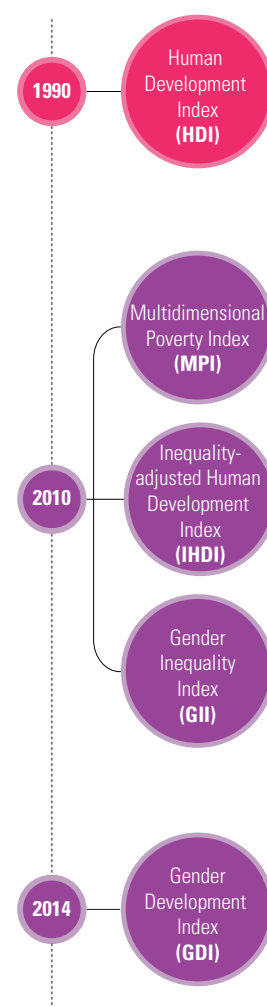 1990
Human
Development
Index
(HDI)
Multidimensional
Poverty Index
(MPI)
2010
Inequality-
adjusted Human
Development
Index
(IHDI)
Gender
Inequality
Index
(GII)
2014
Gender
Development
Index
(GDI)